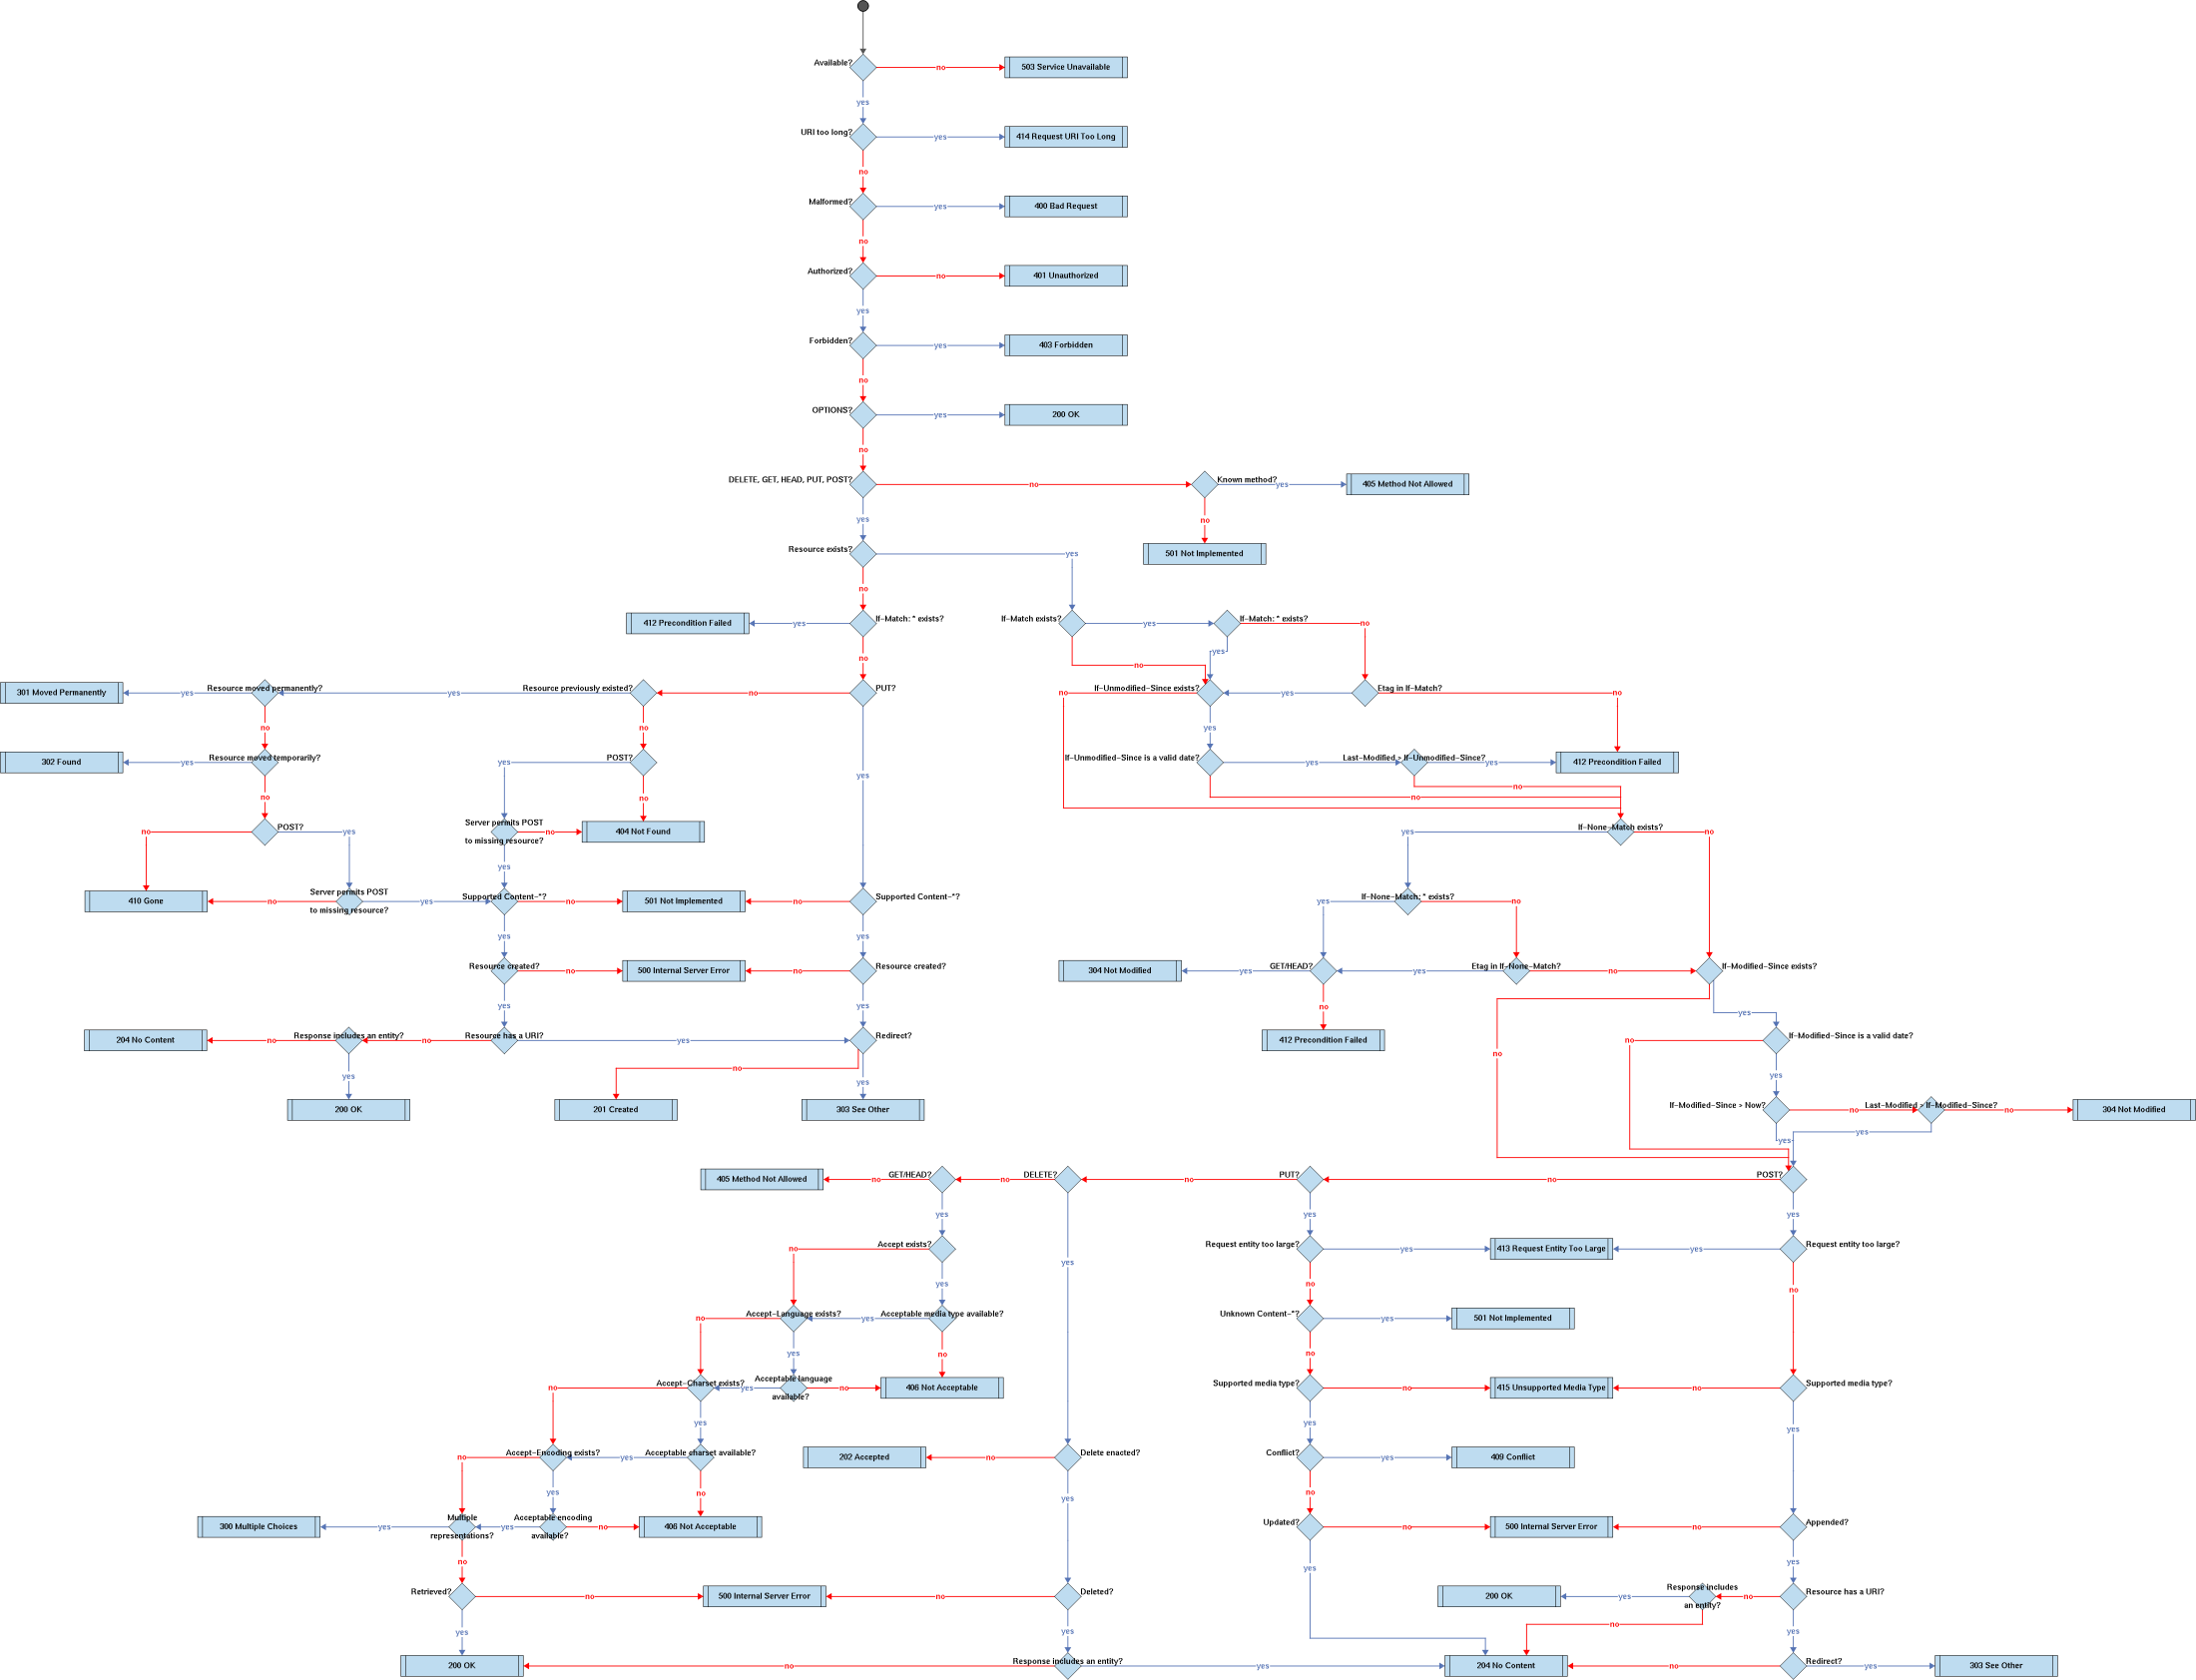 Available?
no
503 Service Unavailable
yes
URI too long?
yes
414 Request URI Too Long
no
Malformed?
yes
400 Bad Request
no
Authorized?
no
401 Unauthorized
yes
Forbidden?
yes
403 Forbidden
no
OPTIONS?
yes
200 OK
no
DELETE, GET, HEAD, PUT, POST?
no
Known method?
yes
405 Method Not Allowed
yes
no
Resource exists?
yes
501 Not Implemented
no
412 Precondition Failed
yes
If-Match: * exists?
If-Match exists?
yes
If-Match: * exists?
no
no
no
yes
301 Moved Permanently
yes
Resource moved permanently?
yes
Resource previously existed?
no
PUT?
no
If-Unmodified-Since exists?
yes
Etag in If-Match?
no
no
no
yes
302 Found
yes
Resource moved temporarily?
yes
POST?
yes
If-Unmodified-Since is a valid date?
yes
Last-Modified > If-Unmodified-Since?
yes
412 Precondition Failed
no
no
no
no
no
POST?
yes
Server permits POST
to missing resource?
no
404 Not Found
yes
If-None-Match exists?
no
yes
410 Gone
no
Server permits POST
to missing resource?
yes
Supported Content-*?
no
501 Not Implemented
no
Supported Content-*?
yes
If-None-Match: * exists?
no
yes
yes
Resource created?
no
500 Internal Server Error
no
Resource created?
304 Not Modified
yes
GET/HEAD?
yes
Etag in If-None-Match?
no
If-Modified-Since exists?
yes
yes
no
yes
204 No Content
no
Response includes an entity?
no
Resource has a URI?
yes
Redirect?
412 Precondition Failed
no
no
If-Modified-Since is a valid date?
yes
no
yes
yes
200 OK
201 Created
303 See Other
If-Modified-Since > Now?
no
Last-Modified > If-Modified-Since?
no
304 Not Modified
yes
yes
405 Method Not Allowed
no
GET/HEAD?
no
DELETE?
no
PUT?
no
POST?
yes
yes
yes
no
Accept exists?
yes
Request entity too large?
yes
413 Request Entity Too Large
yes
Request entity too large?
yes
no
no
no
Accept-Language exists?
yes
Acceptable media type available?
Unknown Content-*?
yes
501 Not Implemented
yes
no
no
no
Accept-Charset exists?
yes
Acceptable language
available?
no
406 Not Acceptable
Supported media type?
no
415 Unsupported Media Type
no
Supported media type?
yes
yes
yes
no
Accept-Encoding exists?
yes
Acceptable charset available?
202 Accepted
no
Delete enacted?
Conflict?
yes
409 Conflict
yes
no
yes
no
300 Multiple Choices
yes
Multiple
representations?
yes
Acceptable encoding
available?
no
406 Not Acceptable
Updated?
no
500 Internal Server Error
no
Appended?
no
yes
yes
Retrieved?
no
500 Internal Server Error
no
Deleted?
200 OK
yes
Response includes
an entity?
no
Resource has a URI?
no
yes
yes
yes
200 OK
no
Response includes an entity?
yes
204 No Content
no
Redirect?
yes
303 See Other